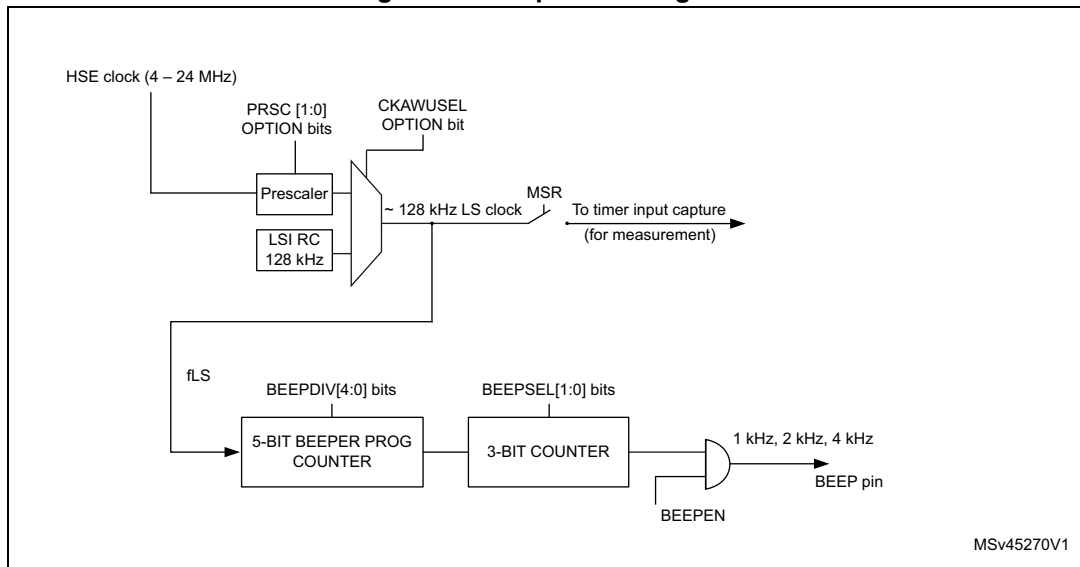 HSE clock (4 – 24 MHz)
PRSC [1:0]
OPTION bits
CKAWUSEL
OPTION bit
Prescaler
LSI RC
128 kHz
~ 128 kHz LS clock
MSR
To timer input capture
(for measurement)
fLS
BEEPDIV[4:0] bits
BEEPSEL[1:0] bits
5-BIT BEEPER PROG
COUNTER
3-BIT COUNTER
1 kHz, 2 kHz, 4 kHz
BEEP pin
BEEPEN
MSv45270V1